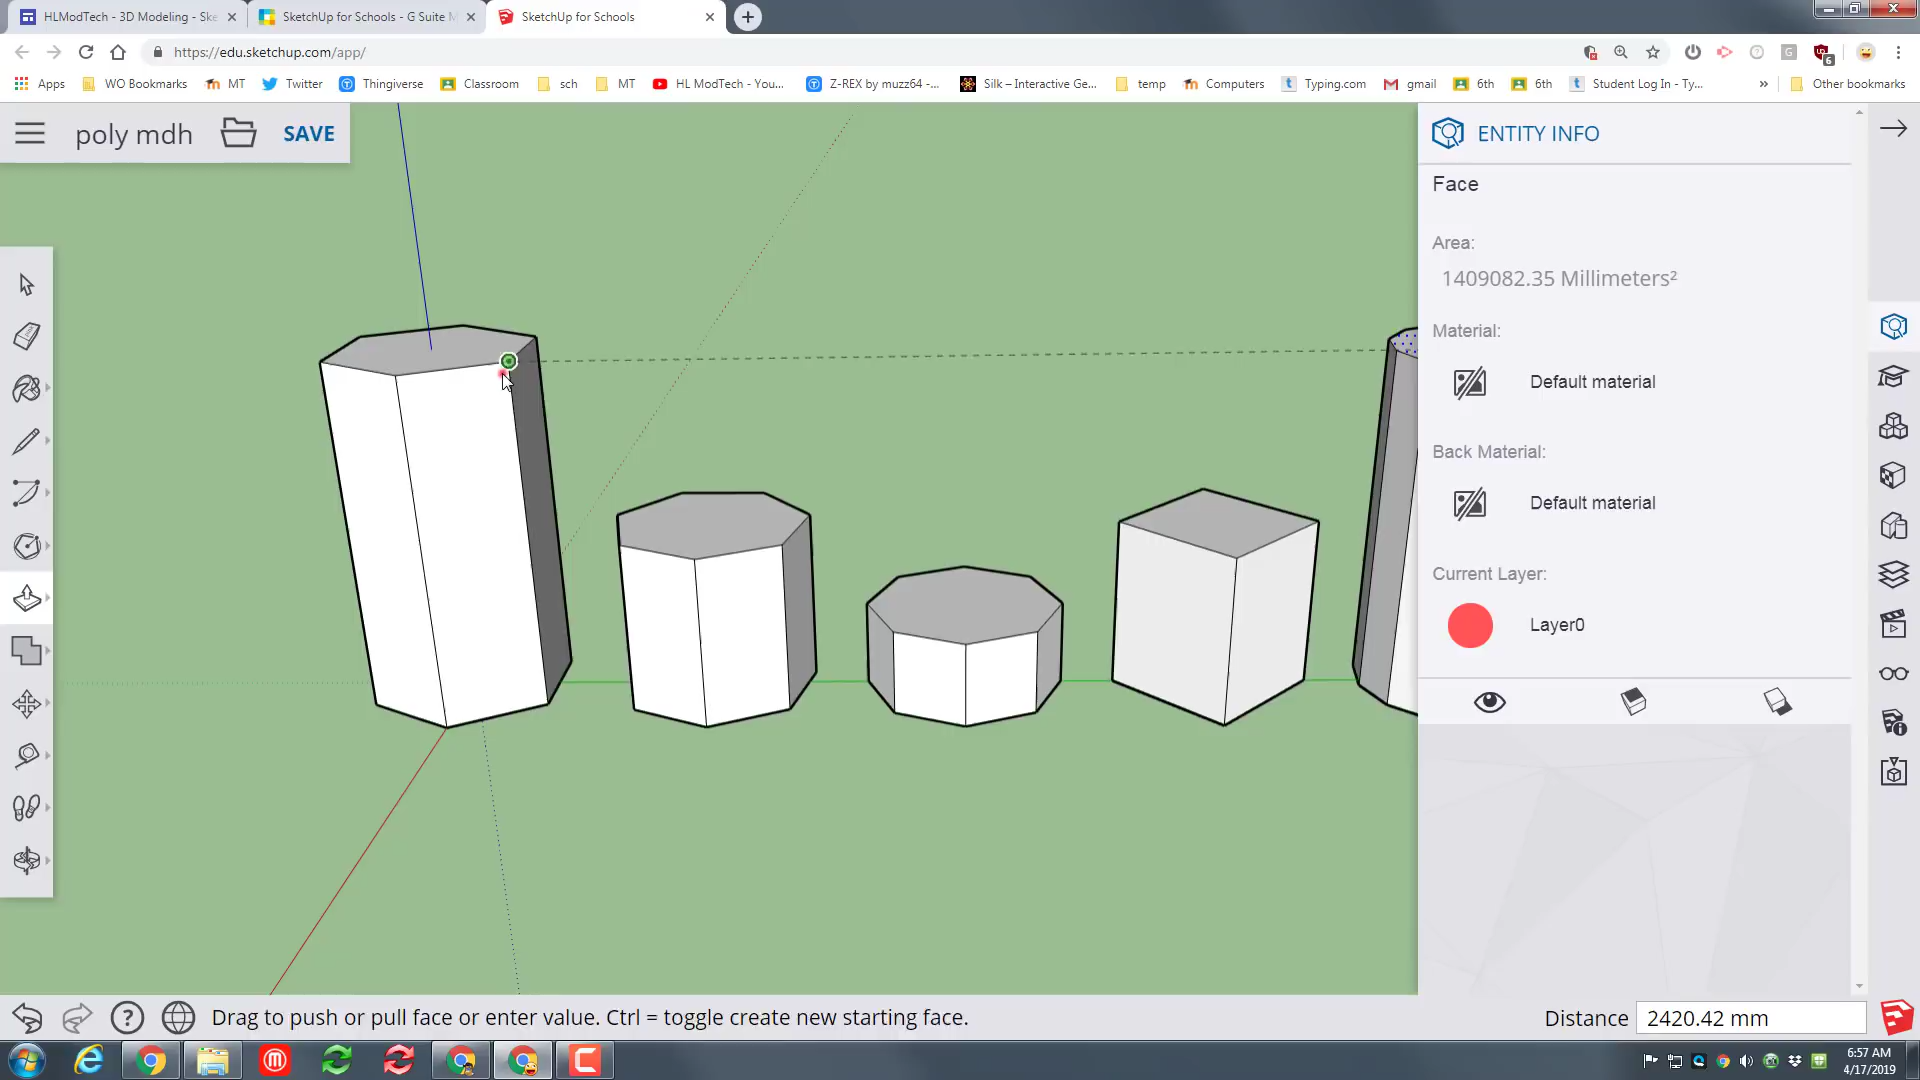 HLModTech - 3D Modeling - Ske
SketchUp for Schools - G Suite M
SketchUp for Schools
https://edu.sketchup.com/app/
6
Apps
WO Bookmarks
MT
Twitter
Thingiverse
Classroom
sch
MT
HL ModTech - You...
Z-REX by muzz64 -...
Silk – Interactive Ge...
temp
Computers
Typing.com
gmail
6th
6th
Student Log In - Ty...
»
Other bookmarks
poly mdh
SAVE
ENTITY INFO
Face
Area:
1409082.35 Millimeters²
Material:
Default material
Back Material:
Default material
Current Layer:
Layer0
Drag to push or pull face or enter value. Ctrl = toggle create new starting face.
Distance
2420.42 mm
6:57 AM
4/17/2019